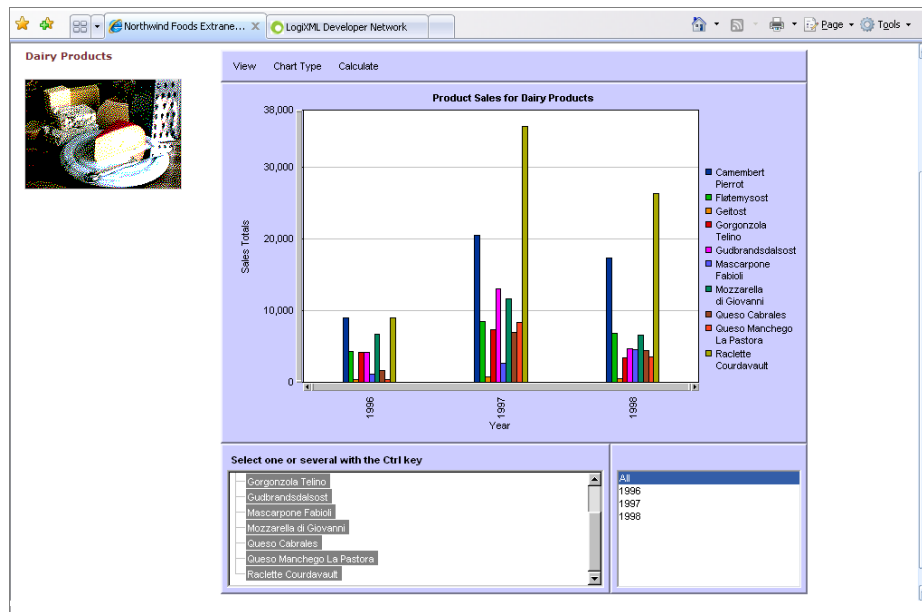 Northwind Foods Extrane...
LogiXML Developer Network
Page
Tools
Dairy Products
View Chart Type Calculate
Product Sales for Dairy Products
38,000
30,000
20,000
10,000
0
Sales Totals
1996
1997
1998
Year
Camembert
Pierrot
Fløtemysost
Geitost
Gorgonzola
Telino
Gudbrandsdalsost
Mascarpone
Fabioli
Mozzarella
di Giovanni
Queso Cabrales
Queso Manchego
La Pastora
Raclette
Courdavault
Select one or several with the Ctrl key
Gorgonzola Telino
Gudbrandsdalsost
Mascarpone Fabioli
Mozzarella di Giovanni
Queso Cabrales
Queso Manchego La Pastora
Raclette Courdavault
All
1996
1997
1998